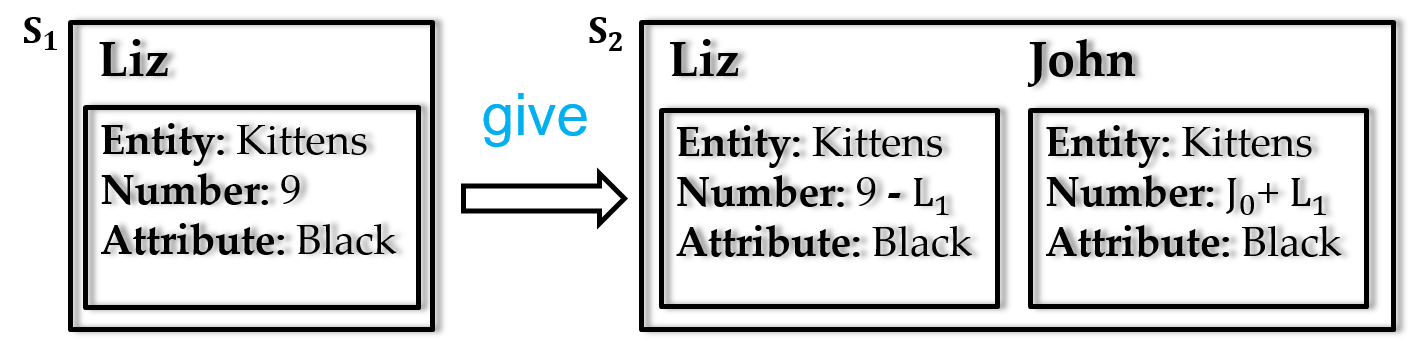 S₁
Liz
Entity: Kittens
Number: 9
Attribute: Black
give
S₂
Liz
Entity: Kittens
Number: 9 - L₁
Attribute: Black
John
Entity: Kittens
Number: J₀+ L₁
Attribute: Black